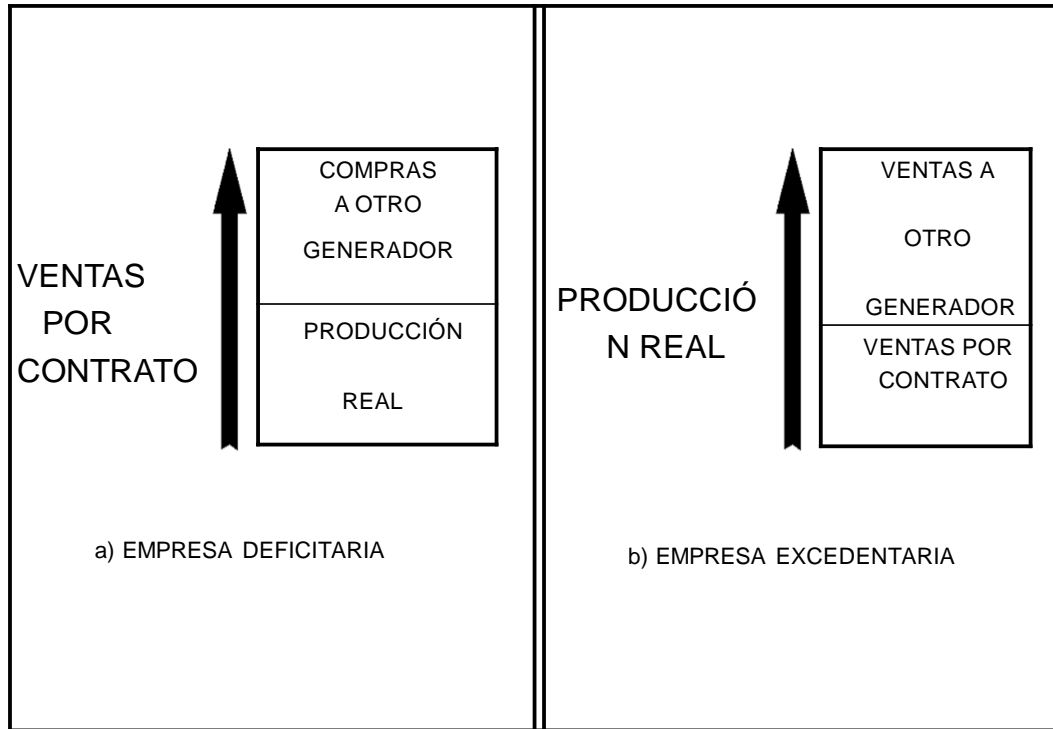 COMPRAS
A OTRO
GENERADOR
VENTAS
POR
CONTRATO
PRODUCCIÓN
REAL
a) EMPRESA DEFICITARIA
VENTAS A
OTRO
GENERADOR
PRODUCCIÓ
N REAL
VENTAS POR
CONTRATO
b) EMPRESA EXCEDENTARIA